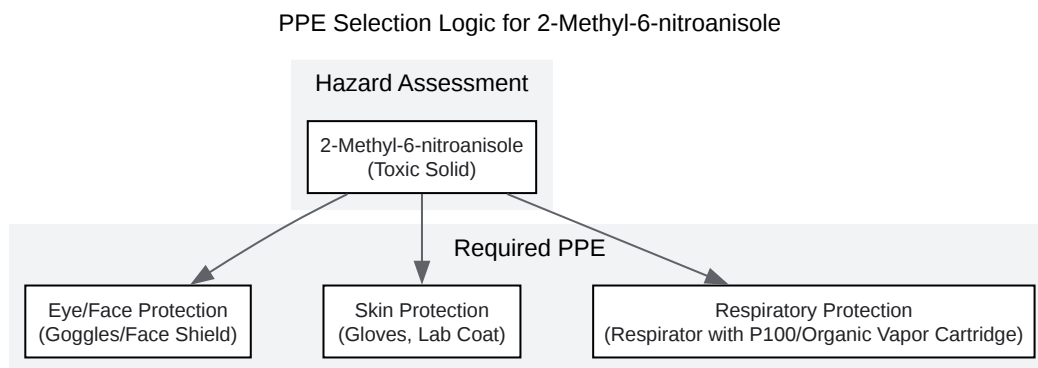 PPE Selection Logic for 2-Methyl-6-nitroanisole
Hazard Assessment
2-Methyl-6-nitroanisole
(Toxic Solid)
Required PPE
Eye/Face Protection
(Goggles/Face Shield)
Skin Protection
(Gloves, Lab Coat)
Respiratory Protection
(Respirator with P100/Organic Vapor Cartridge)